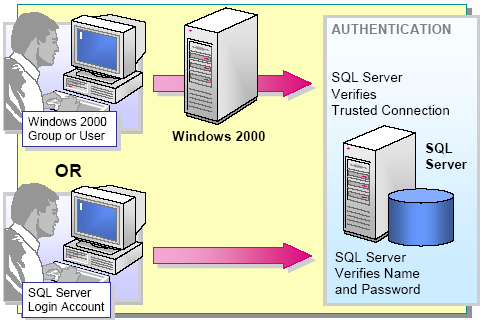 AUTHENTICATION
SQL Server
Verifies
Trusted Connection
Windows 2000
Group or User
Windows 2000
SQL
Server
OR
SQL Server
Verifies Name
and Password
SQL Server
Login Account